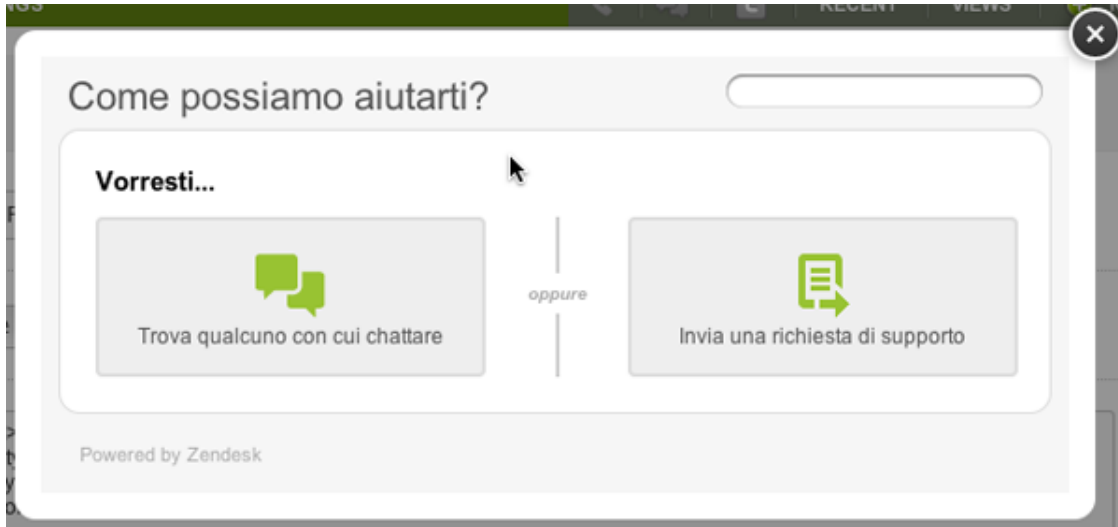 NGS
RECENT
VIEWS
Come possiamo aiutarti?
Vorresti...
Trova qualcuno con cui chattare
oppure
Invia una richiesta di supporto
Powered by Zendesk